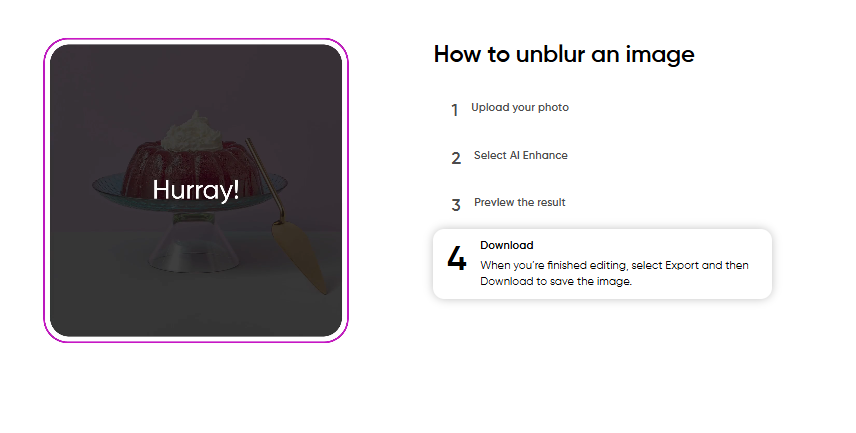 Hurray!
How to unblur an image
1 Upload your photo
2 Select AI Enhance
3 Preview the result
4 Download
When you're finished editing, select Export and then
Download to save the image.